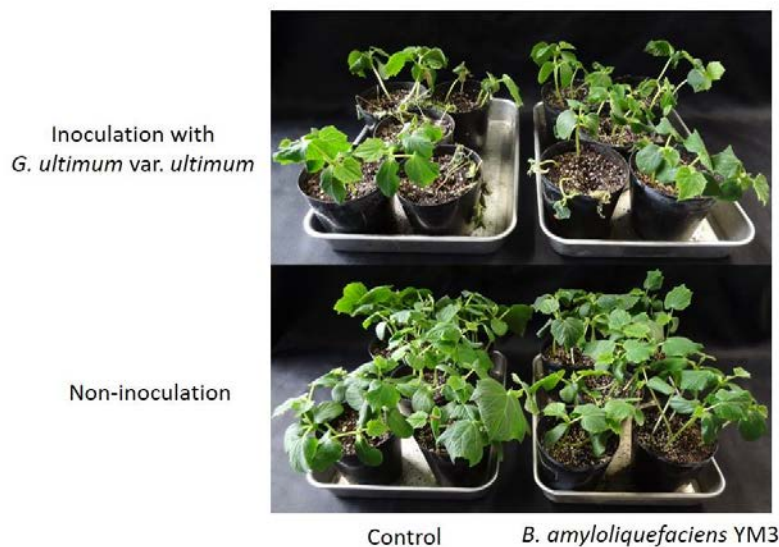 Inoculation with
G. ultimum var. ultimum
Non-inoculation
Control
B. amyloliquefaciens YM3